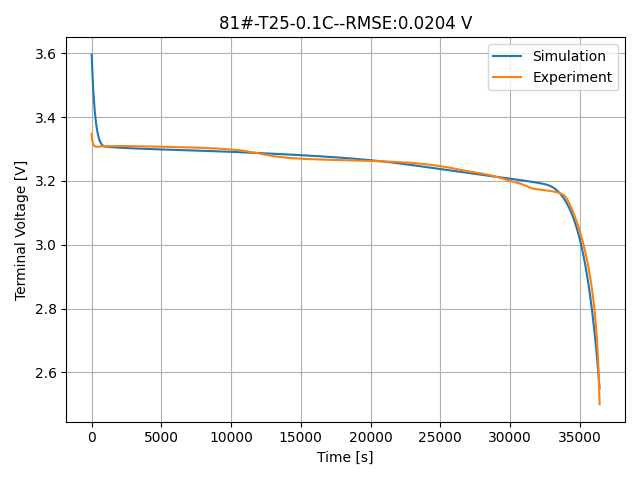 81#-T25-0.1C--RMSE:0.0204 V
Simulation
Experiment
Terminal Voltage [V]
3.6
3.4
3.2
3.0
2.8
2.6
0 5000 10000 15000 20000 25000 30000 35000
Time [s]